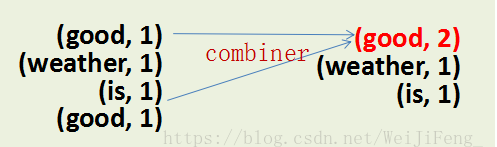 (good, 1)
(weather, 1)
(is, 1)
(good, 1)
combiner
(good, 2)
(weather, 1)
(is, 1)
https://blog.csdn.net/WeiJiFeng_